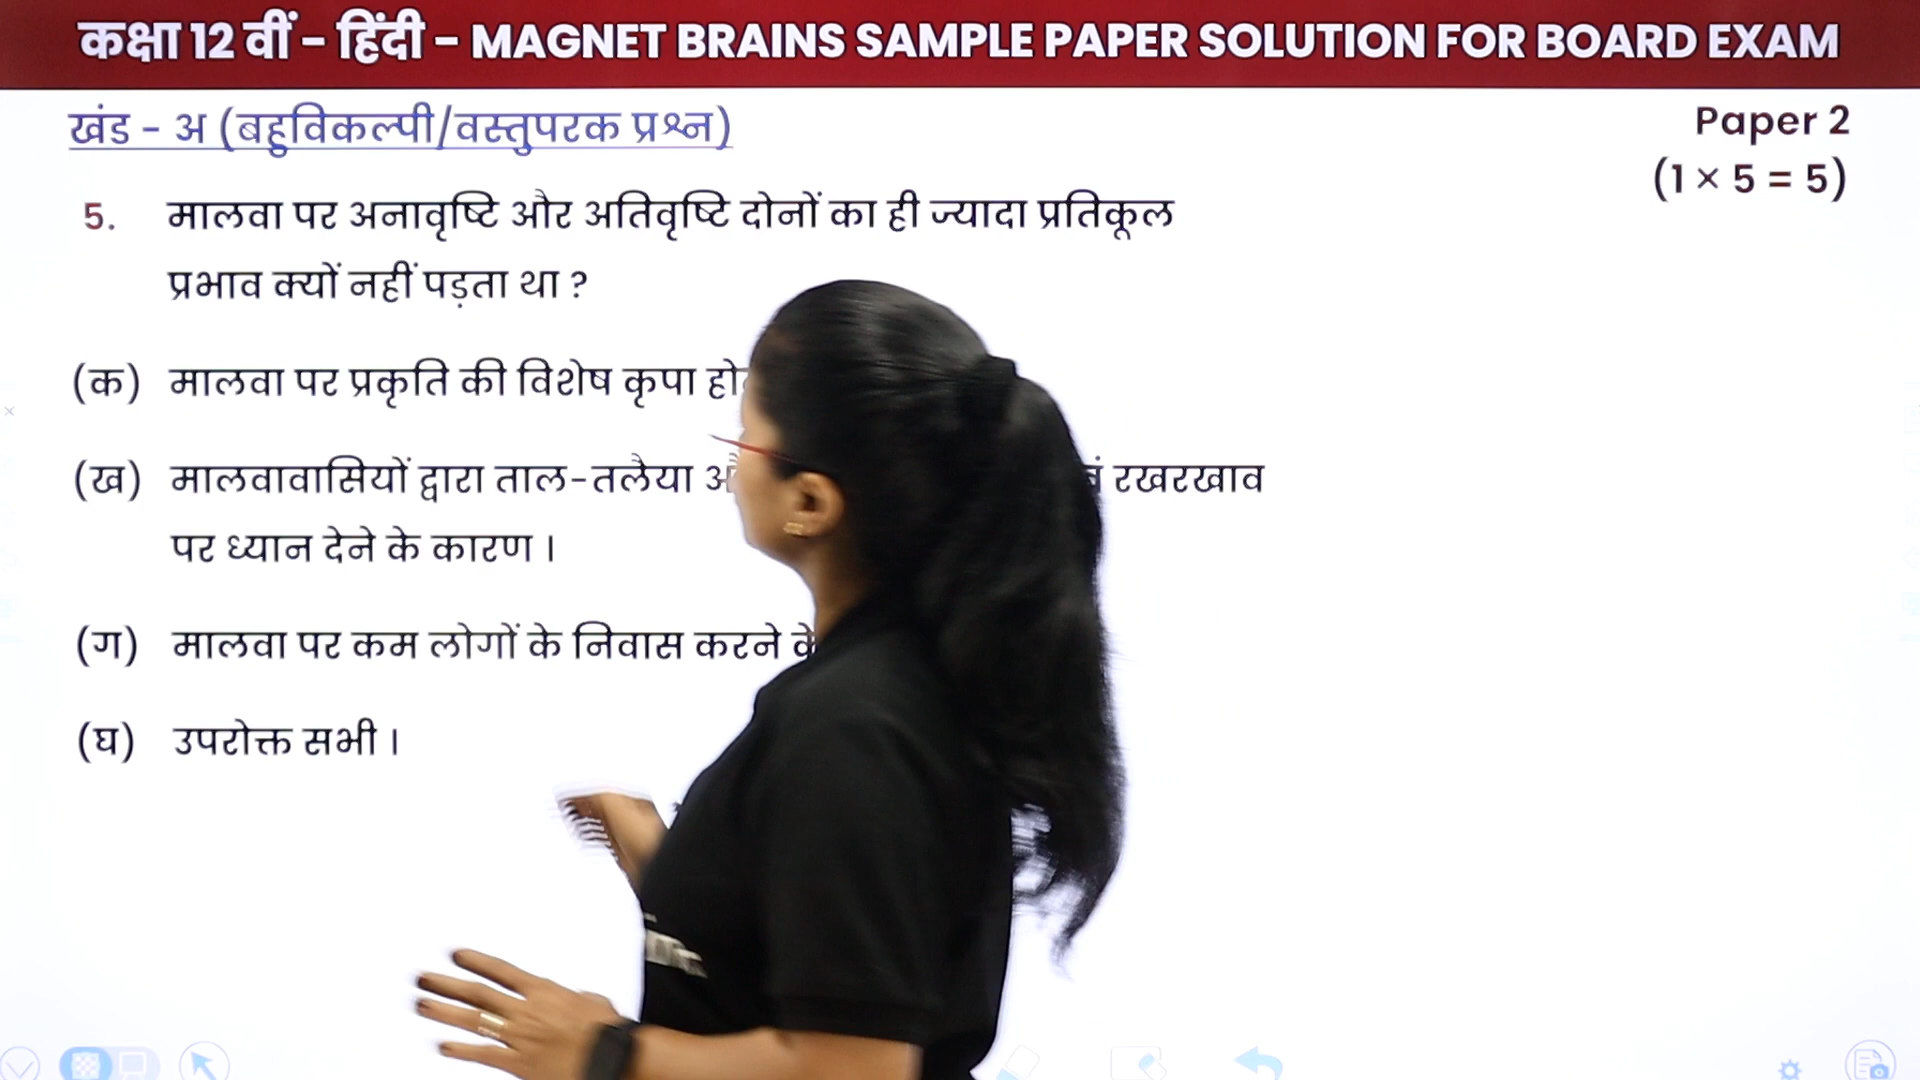 कक्षा 12 वीं – हिंदी – MAGNET BRAINS SAMPLE PAPER SOLUTION FOR BOARD EXAM
खंड - अ (बहुविकल्पी/वस्तुपरक प्रश्न)
Paper 2
(1 × 5 = 5)
5. मालवा पर अनावृष्टि और अतिवृष्टि दोनों का ही ज्यादा प्रतिकूल
प्रभाव क्यों नहीं पड़ता था ?
(क) मालवा पर प्रकृति की विशेष कृपा
(ख) मालवावासियों द्वारा ताल-तलैया रखरखाव
पर ध्यान देने के कारण ।
(ग) मालवा पर कम लोगों के निवास करने
(घ) उपरोक्त सभी ।